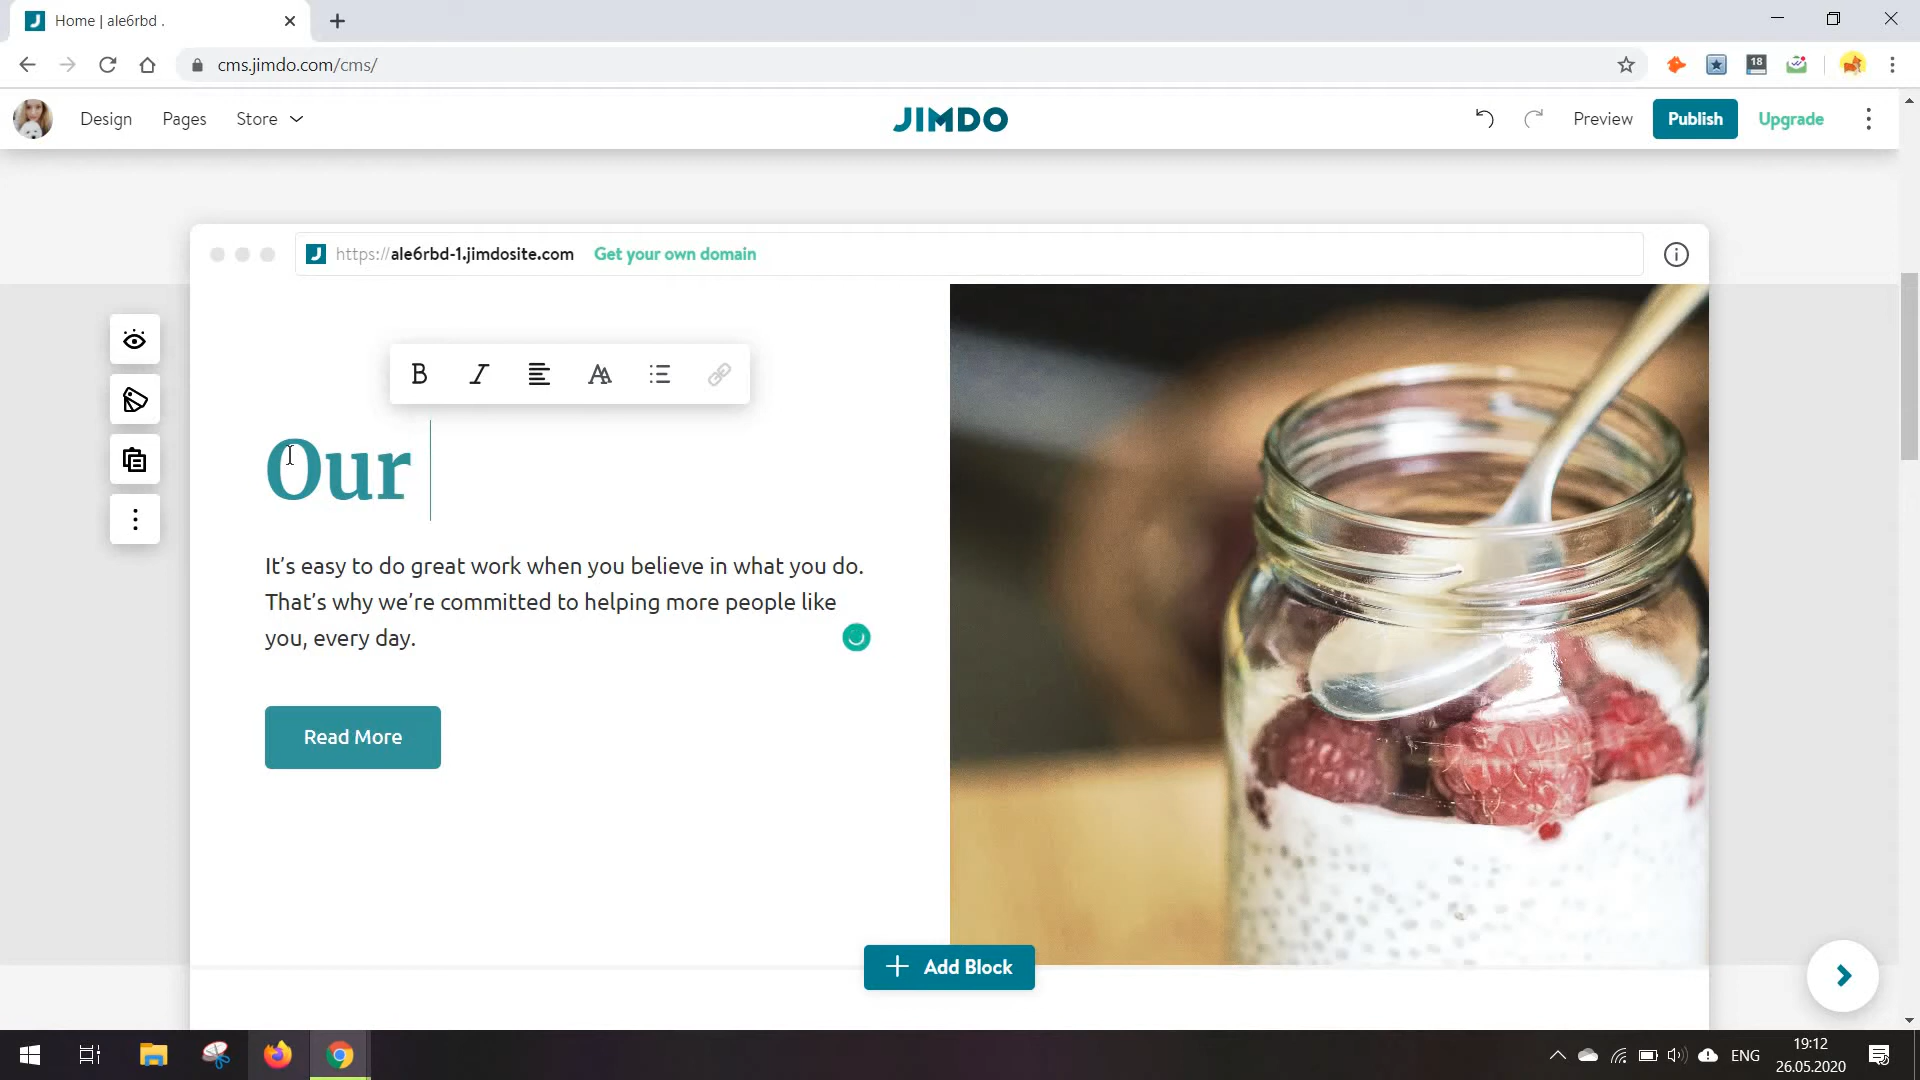 Home | ale6rbd .
cms.jimdo.com/cms/
18
Design Pages Store JIMDO Preview Publish Upgrade
https://ale6rbd-1.jimdosite.com Get your own domain
B I
Our
It’s easy to do great work when you believe in what you do.
That’s why we’re committed to helping more people like
you, every day.
Read More
Add Block
ENG
19:12
26.05.2020